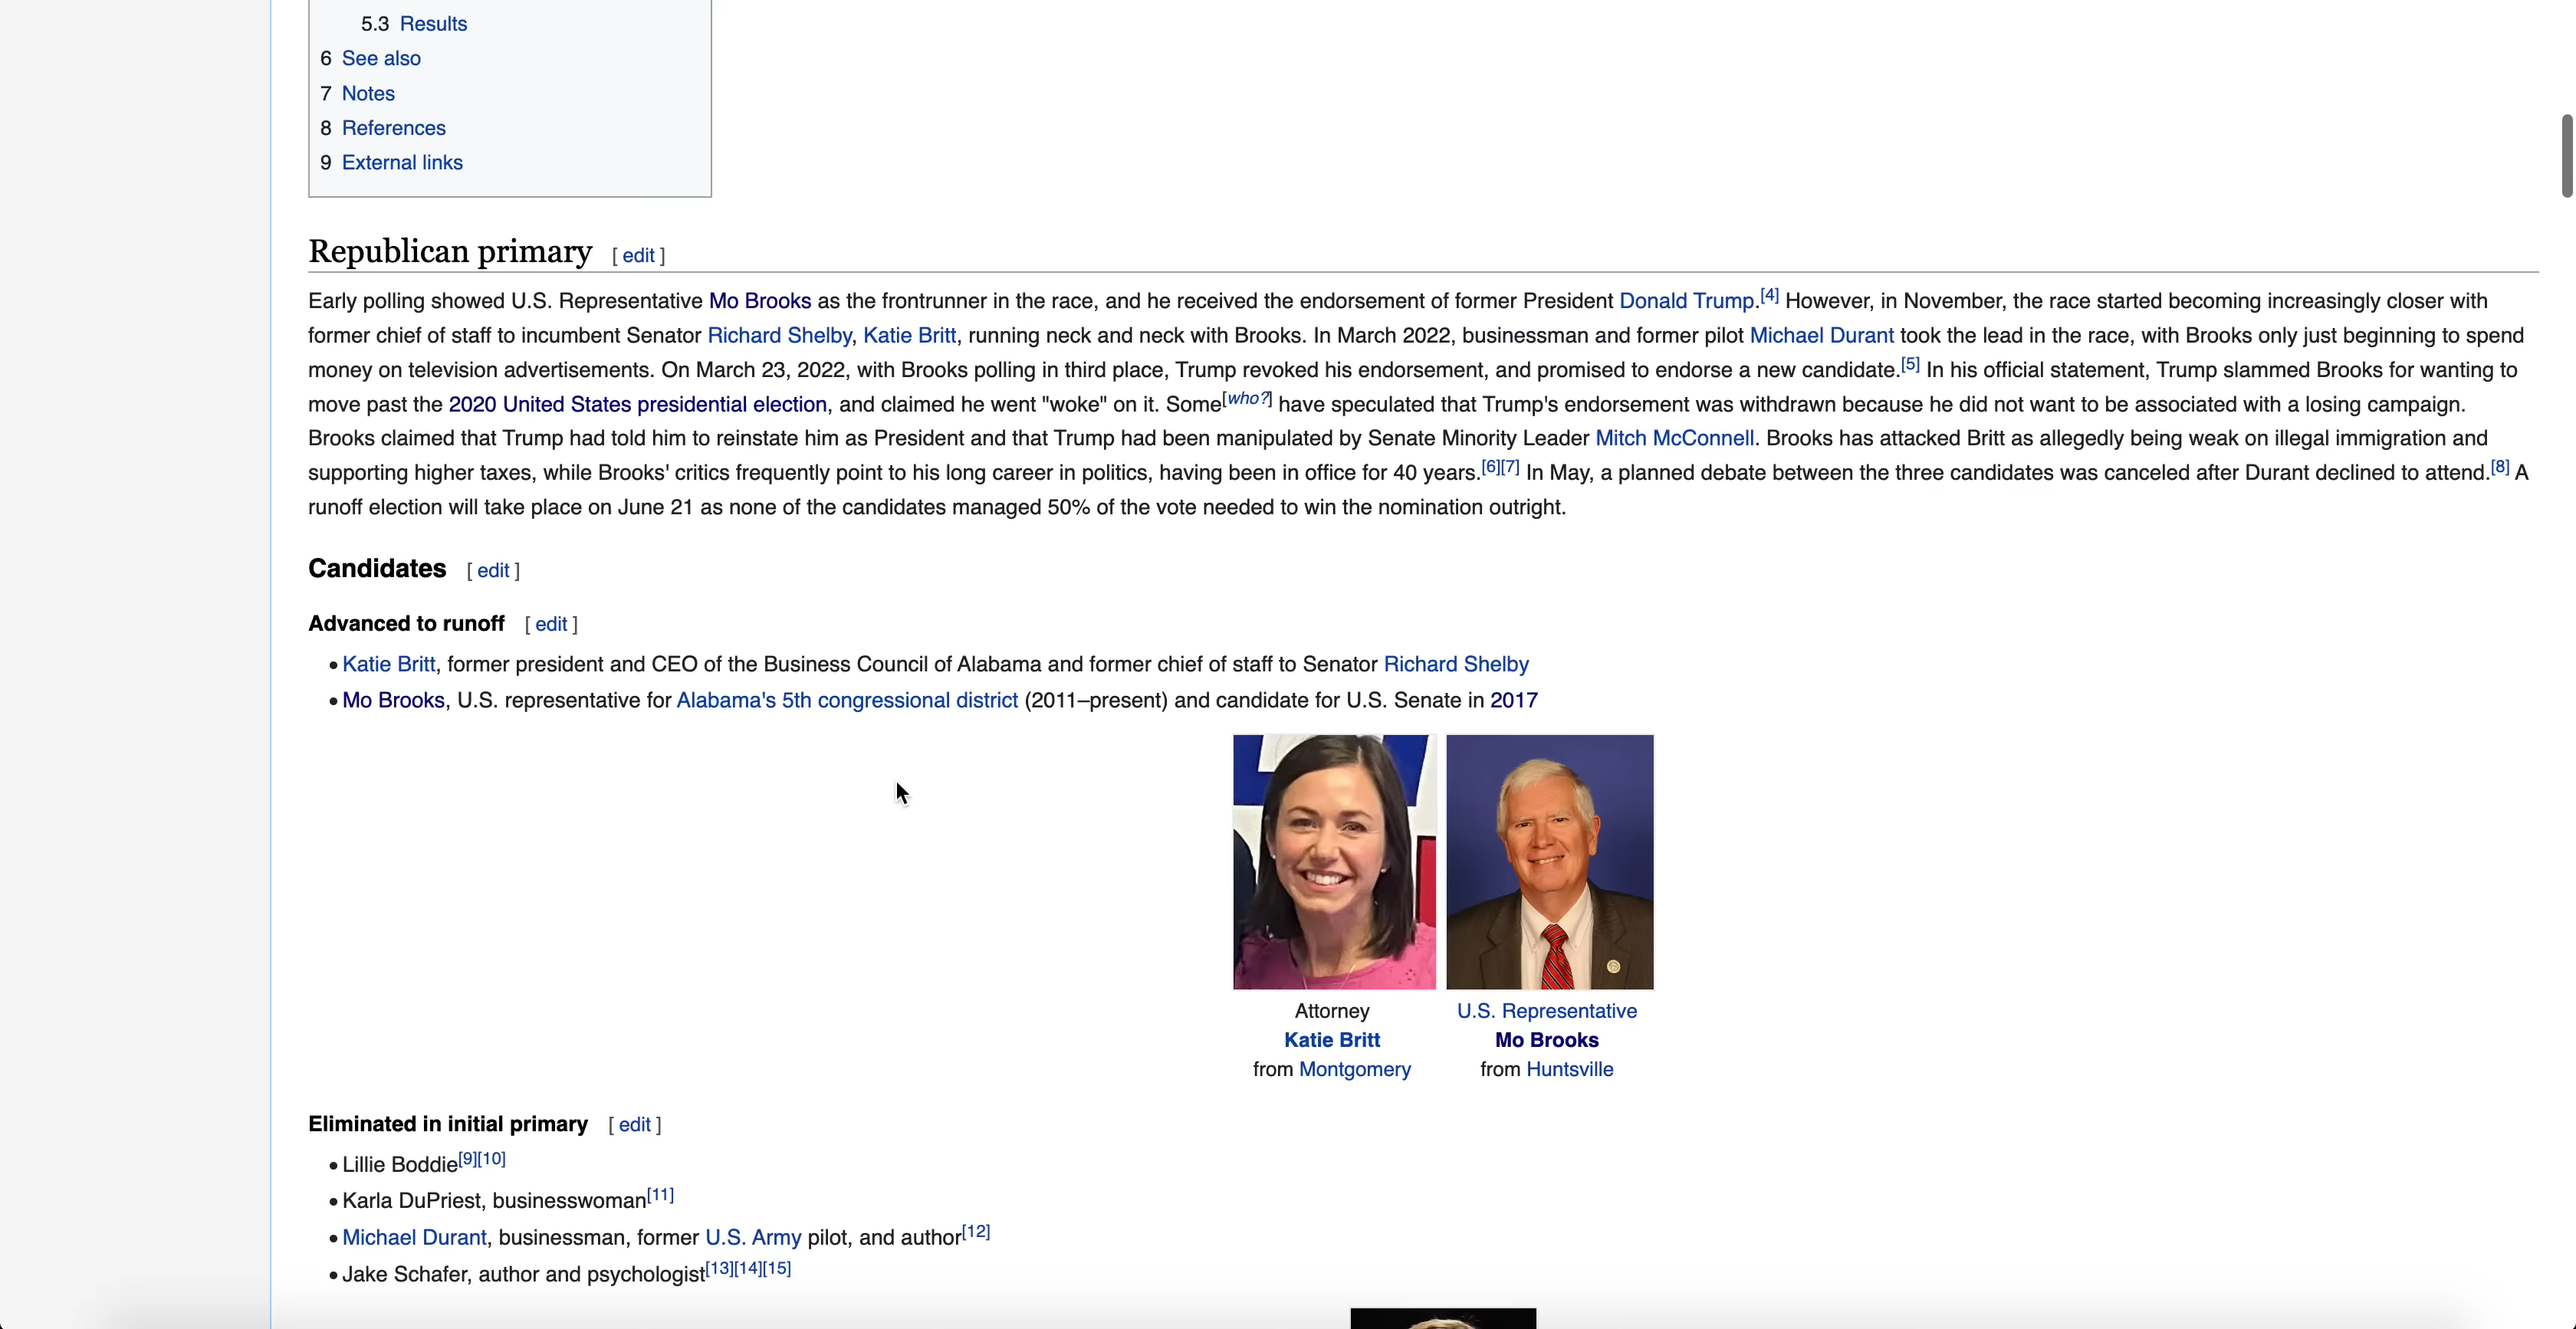 5.3 Results
6 See also
7 Notes
8 References
9 External links
Republican primary [ edit ]
Early polling showed U.S. Representative Mo Brooks as the frontrunner in the race, and he received the endorsement of former President Donald Trump.[4] However, in November, the race started becoming increasingly closer with
former chief of staff to incumbent Senator Richard Shelby, Katie Britt, running neck and neck with Brooks. In March 2022, businessman and former pilot Michael Durant took the lead in the race, with Brooks only just beginning to spend
money on television advertisements. On March 23, 2022, with Brooks polling in third place, Trump revoked his endorsement, and promised to endorse a new candidate.[5] In his official statement, Trump slammed Brooks for wanting to
move past the 2020 United States presidential election, and claimed he went "woke" on it. Some[who?] have speculated that Trump's endorsement was withdrawn because he did not want to be associated with a losing campaign.
Brooks claimed that Trump had told him to reinstate him as President and that Trump had been manipulated by Senate Minority Leader Mitch McConnell. Brooks has attacked Britt as allegedly being weak on illegal immigration and
supporting higher taxes, while Brooks' critics frequently point to his long career in politics, having been in office for 40 years.[6][7] In May, a planned debate between the three candidates was canceled after Durant declined to attend.[8] A
runoff election will take place on June 21 as none of the candidates managed 50% of the vote needed to win the nomination outright.
Candidates [ edit ]
Advanced to runoff [ edit ]
• Katie Britt, former president and CEO of the Business Council of Alabama and former chief of staff to Senator Richard Shelby
• Mo Brooks, U.S. representative for Alabama's 5th congressional district (2011–present) and candidate for U.S. Senate in 2017
Attorney
Katie Britt
from Montgomery
U.S. Representative
Mo Brooks
from Huntsville
Eliminated in initial primary [ edit ]
• Lillie Boddie[9][10]
• Karla DuPriest, businesswoman[11]
• Michael Durant, businessman, former U.S. Army pilot, and author[12]
• Jake Schafer, author and psychologist[13][14][15]